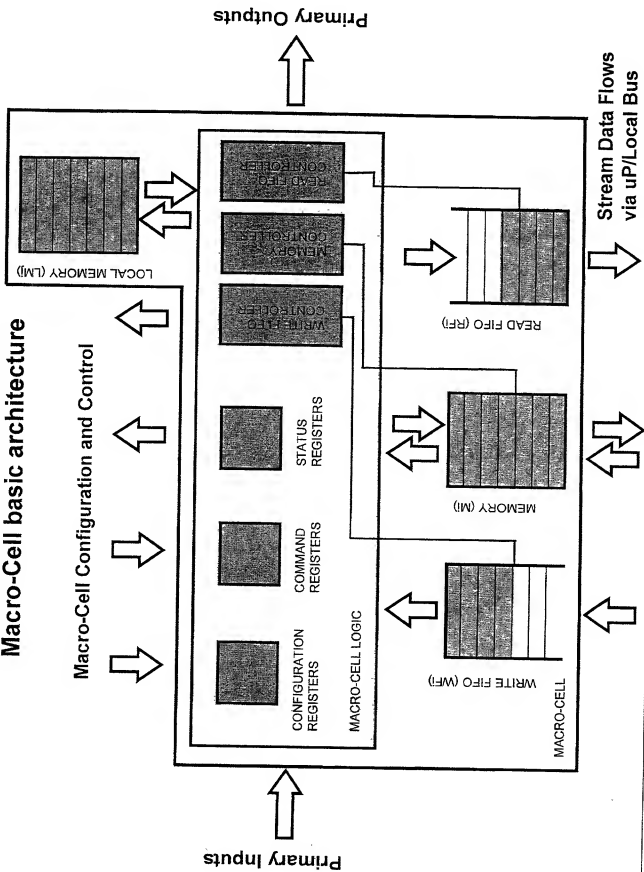 Macro-Cell basic architecture
Macro-Cell Configuration and Control
Primary Inputs
Primary Outputs
LOCAL MEMORY (LMj)
CONFIGURATION
REGISTERS
COMMAND
REGISTERS
STATUS
REGISTERS
WRITE FIFO
CONTROLLER
MEMORY
CONTROLLER
READ FIFO
CONTROLLER
MACRO-CELL LOGIC
WRITE FIFO (WFi)
MEMORY (Mi)
READ FIFO (RFi)
MACRO-CELL
Stream Data Flows
via uP/Local Bus